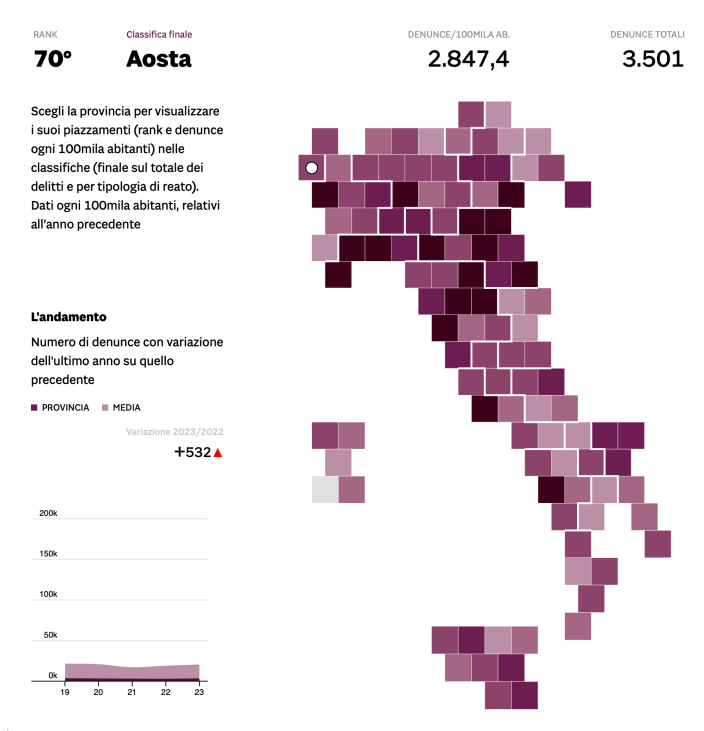 RANK
Classifica finale
DENUNCE/100MILA AB.
DENUNCE TOTALI
70°
Aosta
2.847,4
3.501
Scegli la provincia per visualizzare
i suoi piazzamenti (rank e denunce
ogni 100mila abitanti) nelle
classifiche (finale sul totale dei
delitti e per tipologia di reato).
Dati ogni 100mila abitanti, relativi
all'anno precedente
L'andamento
Numero di denunce con variazione
dell'ultimo anno su quello
precedente
PROVINCIA MEDIA
Variazione 2023/2022
+532▲
200k
150k
100k
50k
0k
19 20 21 22 23